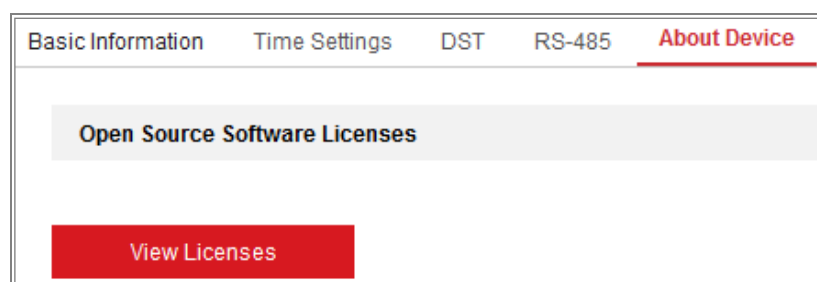 Basic Information Time Settings DST RS-485 About Device
Open Source Software Licenses
View Licenses